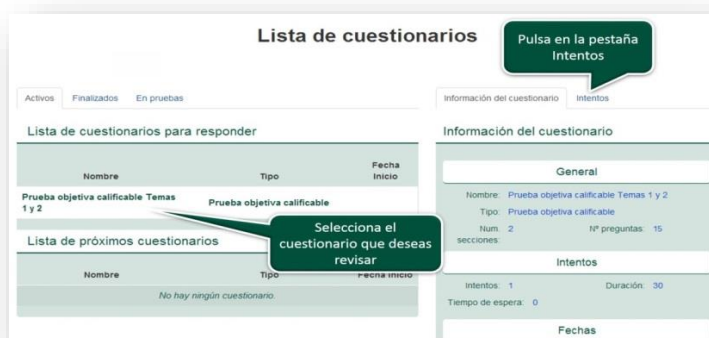 Lista de cuestionarios
Pulsa en la pestaña
Intentos
Activos Finalizados En pruebas
Lista de cuestionarios para responder
Nombre Tipo Fecha
Inicio
Prueba objetiva calificable Temas
1 y 2 Prueba objetiva calificable
Selecciona el
cuestionario que deseas
revisar
Lista de próximos cuestionarios
Nombre Tipo Fecha Inicio
No hay ningún cuestionario.
Información del cuestionario Intentos
Información del cuestionario
General
Nombre: Prueba objetiva calificable Temas 1 y 2
Tipo: Prueba objetiva calificable
Num. 2 Nº preguntas: 15
secciones:
Intentos
Intentos: 1 Duración: 30
Tiempo de espera: 0
Fechas